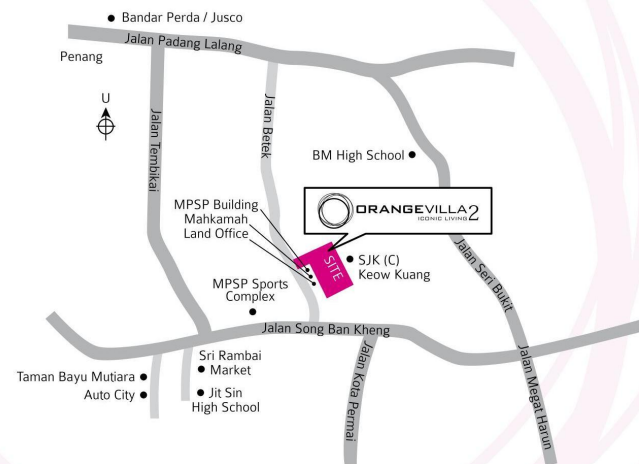 Bandar Perda / Jusco
Jalan Padang Lalang
Penang
U
Jalan Tembikai
Jalan Betek
BM High School
MPSP Building
Mahkamah
Land Office
ORANGEVILLA2
ICONIC LIVING
SITE
SJK (C)
Keow Kuang
Jalan Seri Bukit
MPSP Sports
Complex
Jalan Song Ban Kheng
Sri Rambai
Market
Taman Bayu Mutiara
Auto City
Jit Sin
High School
Jalan Kota Permai
Jalan Megat Harun